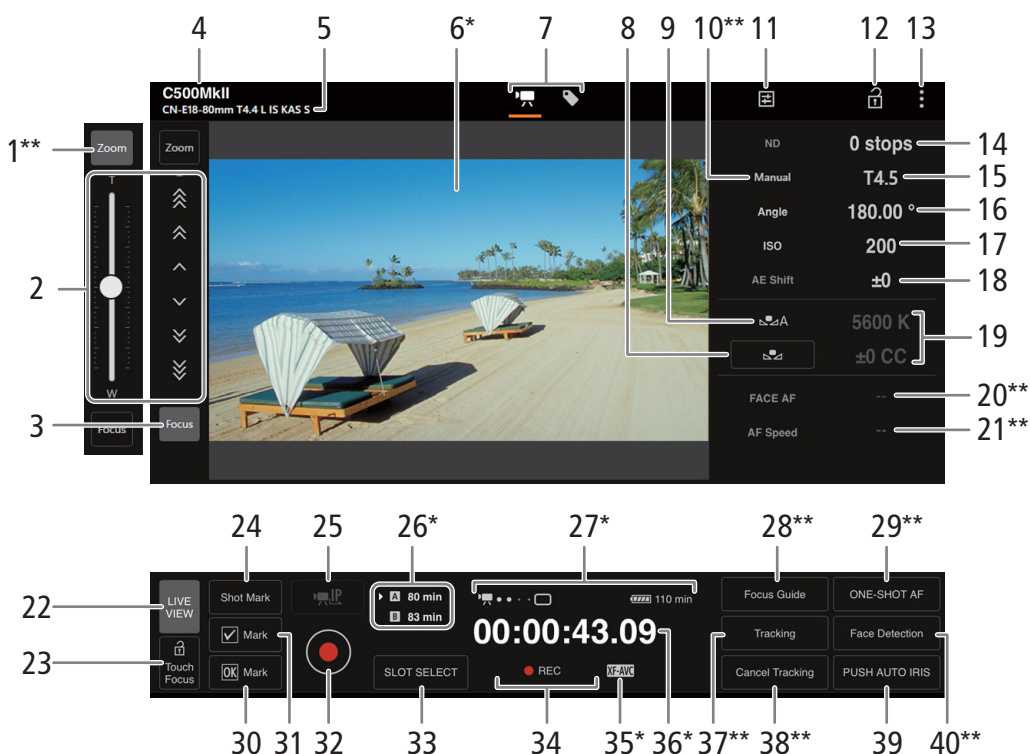 4 5 6* 7 8 9 10** 11 12 13
C500MkII
CN-E18-80mm T4.4 L IS KAS S
1** Zoom Zoom
ND 0 stops 14
T
Manual T4.5 15
Angle 180.00 ° 16
ISO 200 17
2
AE Shift ±0 18
A 5600 K
19
±0 CC
W
FACE AF -- 20**
3 Focus Focus
AF Speed -- 21**
24 25 26* 27* 28** 29**
22 LIVE VIEW
Shot Mark
IP
A 80 min
B 83 min
110 min
Focus Guide
ONE-SHOT AF
Mark
00:00:43.09
Tracking
Face Detection
23 Touch Focus
OK Mark
SLOT SELECT
REC
XF-AVC
Cancel Tracking
PUSH AUTO IRIS
30 31 32 33 34 35* 36* 37** 38** 39 40**